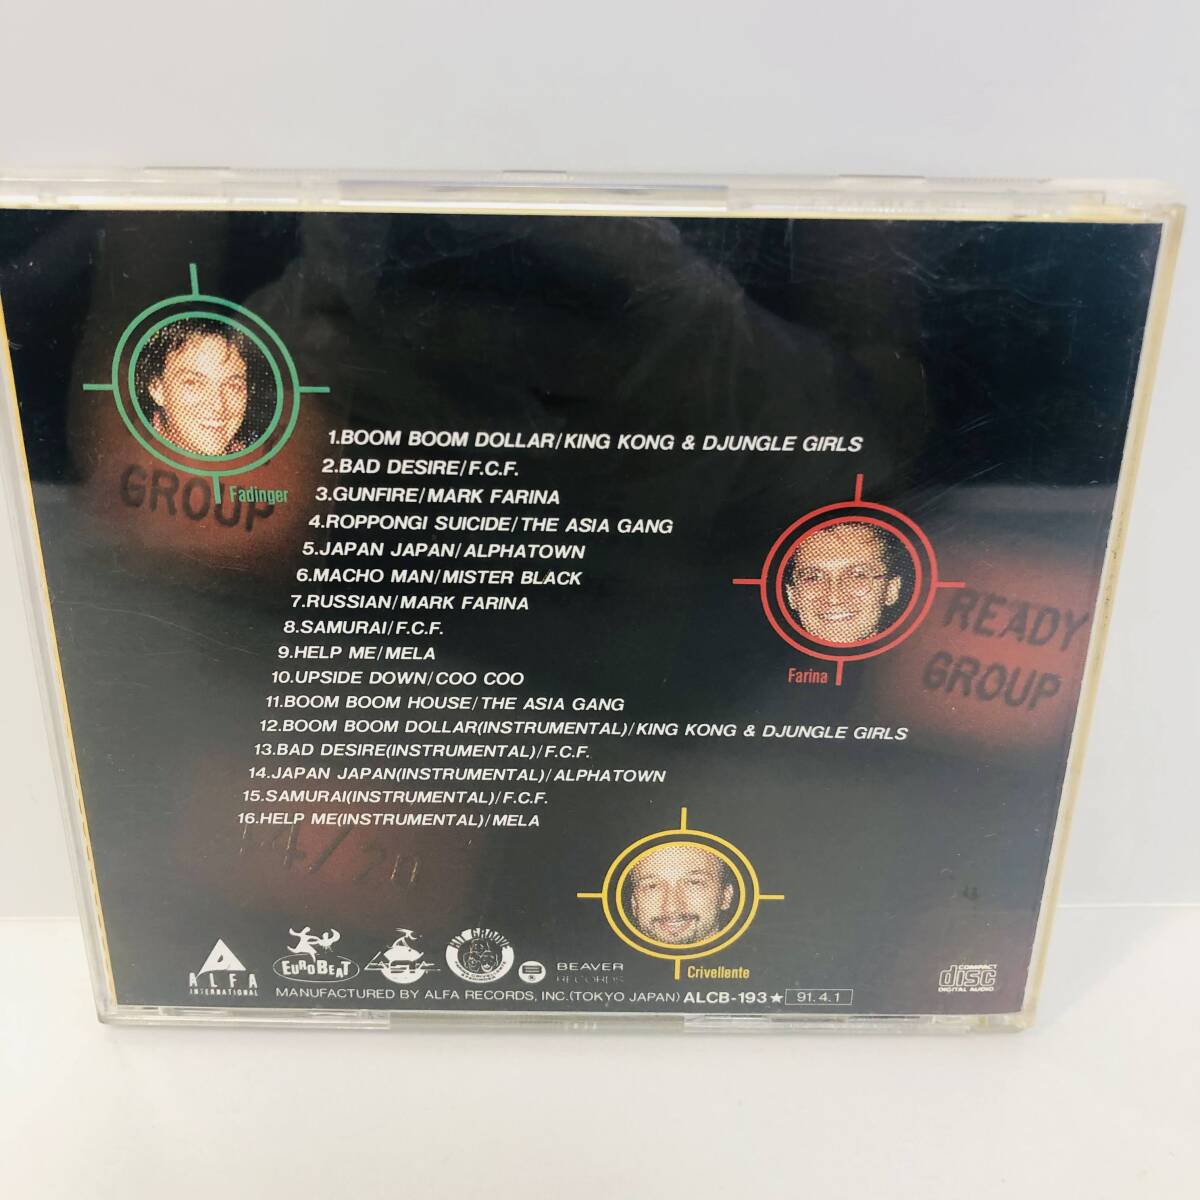 GROUP
Fadinger
1.BOOM BOOM DOLLAR/KING KONG & DJUNGLE GIRLS
2.BAD DESIRE/F.C.F.
3.GUNFIRE/MARK FARINA
4.ROPPONGI SUICIDE/THE ASIA GANG
5.JAPAN JAPAN/ALPHATOWN
6.MACHO MAN/MISTER BLACK
7.RUSSIAN/MARK FARINA
8.SAMURAI/F.C.F.
9.HELP ME/MELA
10.UPSIDE DOWN/COO COO
11.BOOM BOOM HOUSE/THE ASIA GANG
12.BOOM BOOM DOLLAR(INSTRUMENTAL)/KING KONG & DJUNGLE GIRLS
13.BAD DESIRE(INSTRUMENTAL)/F.C.F.
14.JAPAN JAPAN(INSTRUMENTAL)/ALPHATOWN
15.SAMURAI(INSTRUMENTAL)/F.C.F.
16.HELP ME(INSTRUMENTAL)/MELA
READY
GROUP
Farina
Crivellente
ALFA
INTERNATIONAL
EUROBEAT
BEAVER
RECORDS
COMPACT
disc
DIGITAL AUDIO
MANUFACTURED BY ALFA RECORDS, INC.(TOKYO JAPAN) ALCB-193★ 91.4.1